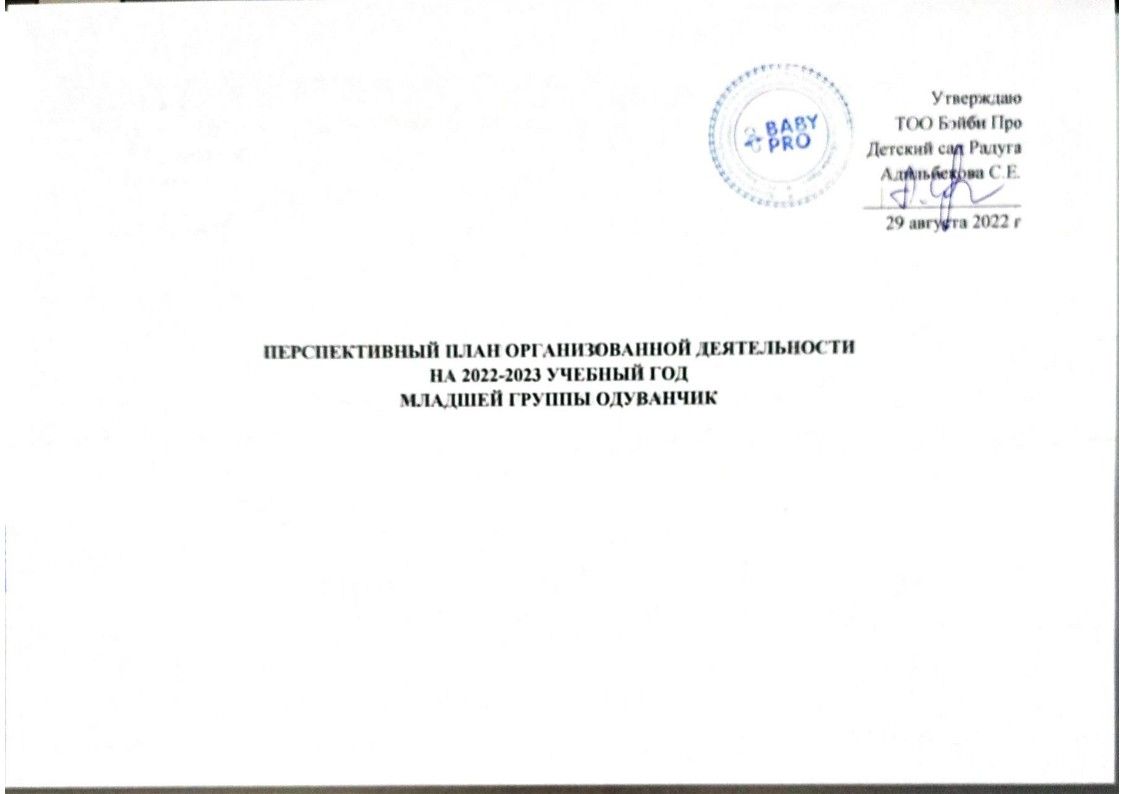 BABY
PRO
Утверждаю
ТОО Бэйби Про
Детский сад Радуга
Адильбекова С.Е.
29 августа 2022 г
ПЕРСПЕКТИВНЫЙ ПЛАН ОРГАНИЗОВАННОЙ ДЕЯТЕЛЬНОСТИ
НА 2022-2023 УЧЕБНЫЙ ГОД
МЛАДШЕЙ ГРУППЫ ОДУВАНЧИК